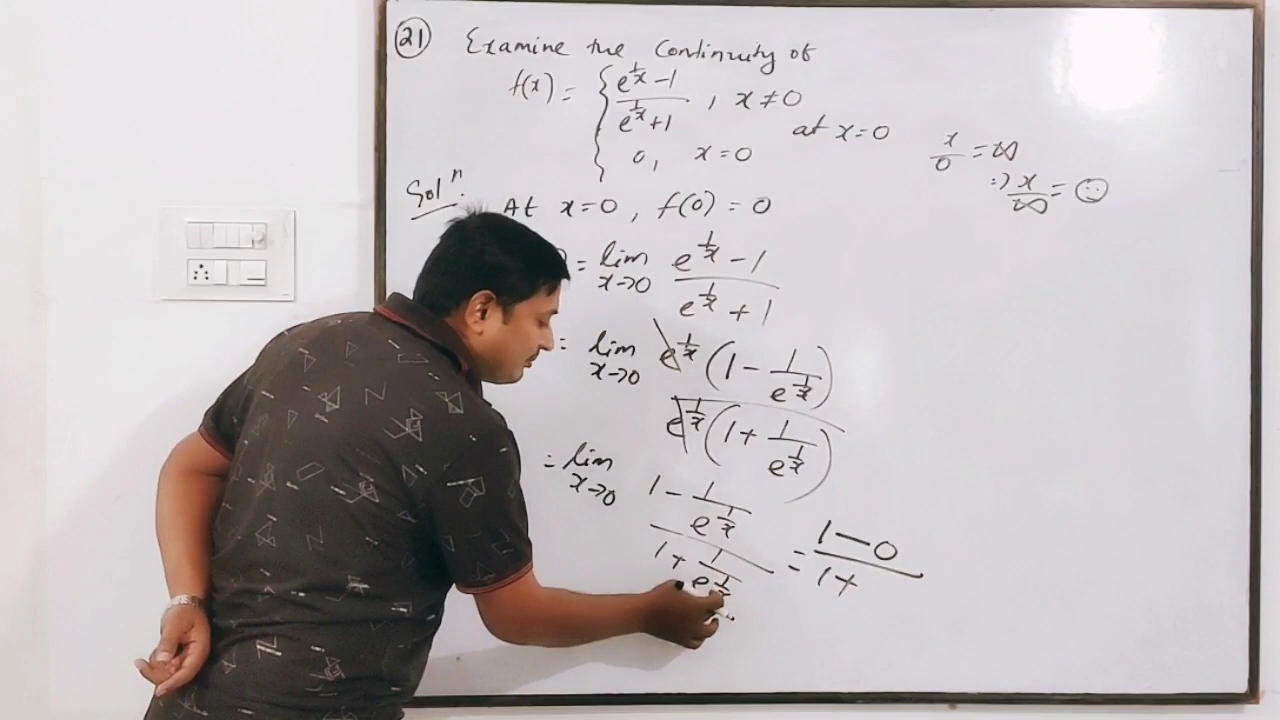 (21) Examine the Continuity of
f(x) = { (e^{1/x} - 1)/(e^{1/x} + 1) , x ≠ 0
0, x = 0
at x = 0
x/0 = ∞
∴) x/∞ = ☺
Solⁿ:
At x = 0, f(0) = 0
= lim x→0 (e^{1/x} - 1)/(e^{1/x} + 1)
= lim x→0 e^{1/x} (1 - 1/e^{1/x}) / e^{1/x} (1 + 1/e^{1/x})
= lim x→0 (1 - 1/e^{1/x})/(1 + 1/e^{1/x}) = (1 - 0)/(1 +